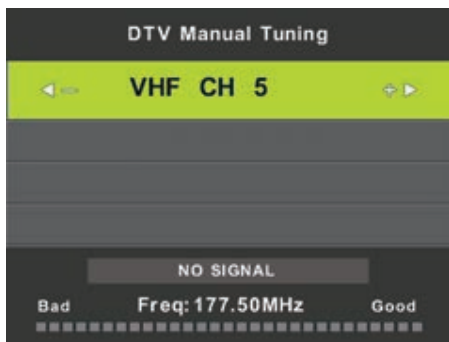 DTV Manual Tuning
VHF CH 5
NO SIGNAL
Bad Freq:177.50MHz Good